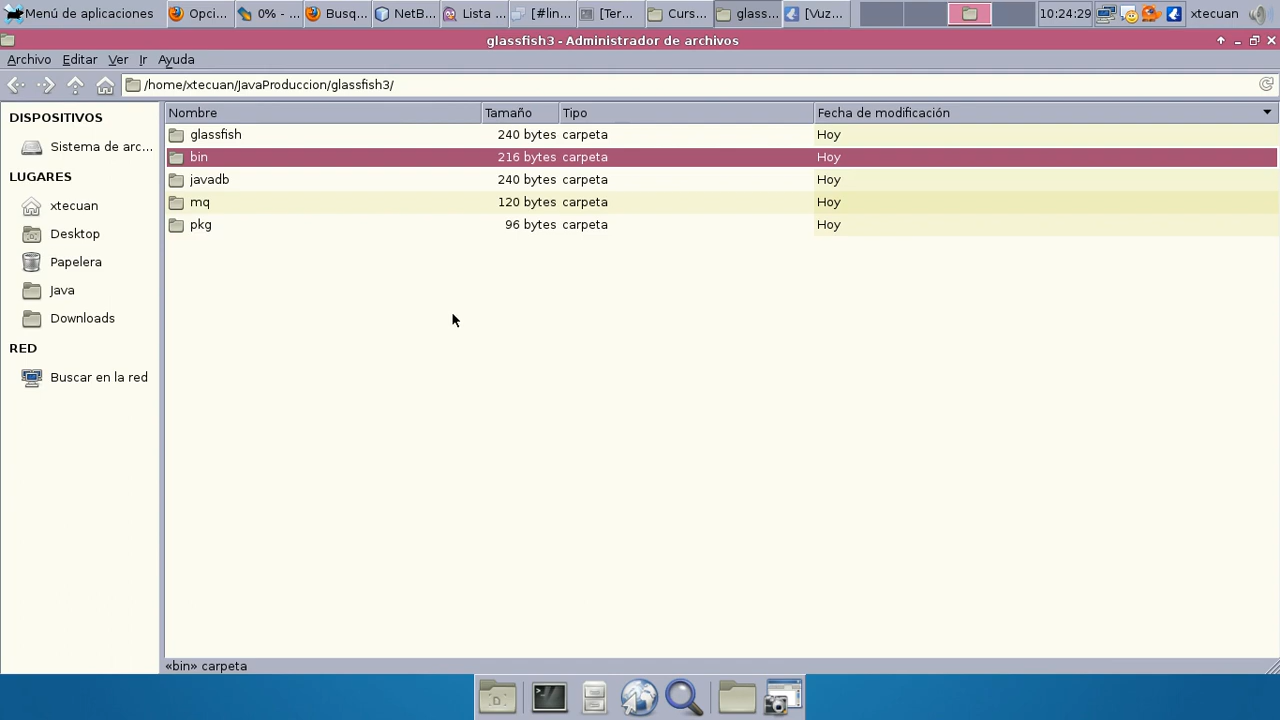 Menú de aplicaciones Opci... 0% - ... Busq... NetB... Lista ... [#lin... [Ter... Curs... glass... [Vuz... 10:24:29 xtecuan
glassfish3 - Administrador de archivos
Archivo Editar Ver Ir Ayuda
/home/xtecuan/JavaProduccion/glassfish3/
DISPOSITIVOS
Sistema de arc...
LUGARES
xtecuan
Desktop
Papelera
Java
Downloads
RED
Buscar en la red
Nombre Tamaño Tipo Fecha de modificación
glassfish 240 bytes carpeta Hoy
bin 216 bytes carpeta Hoy
javadb 240 bytes carpeta Hoy
mq 120 bytes carpeta Hoy
pkg 96 bytes carpeta Hoy
«bin» carpeta